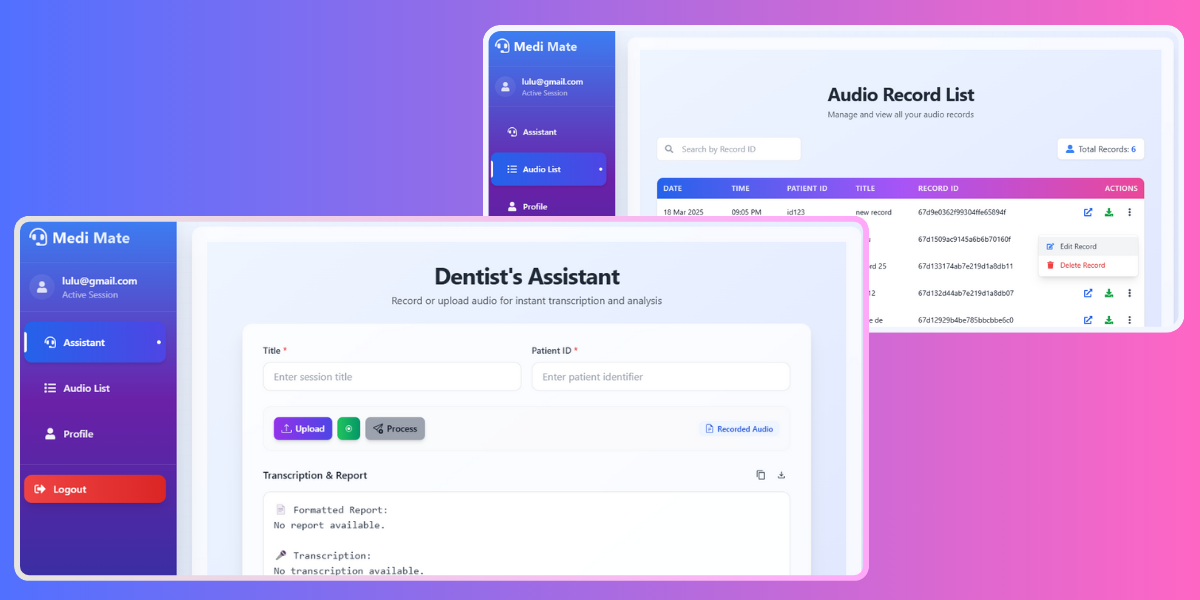 Medi Mate
lulu@gmail.com
Active Session
Assistant
Audio List
Profile
Audio Record List
Manage and view all your audio records
Search by Record ID
Total Records: 6
DATE TIME PATIENT ID TITLE RECORD ID ACTIONS
18 Mar 2025 09:05 PM id123 new record 67d9e0362f99304ffe65894f
67d1509ac9145a6b6b70160f
Edit Record
rd 25 67d133174ab7e219d1a8db11
Delete Record
12 67d132d44ab7e219d1a8db07
e de 67d12929b4be785bbcbbe6c0
Medi Mate
lulu@gmail.com
Active Session
Assistant
Audio List
Profile
Logout
Dentist's Assistant
Record or upload audio for instant transcription and analysis
Title * Patient ID *
Enter session title Enter patient identifier
Upload Process Recorded Audio
Transcription & Report
Formatted Report:
No report available.
Transcription:
No transcription available.